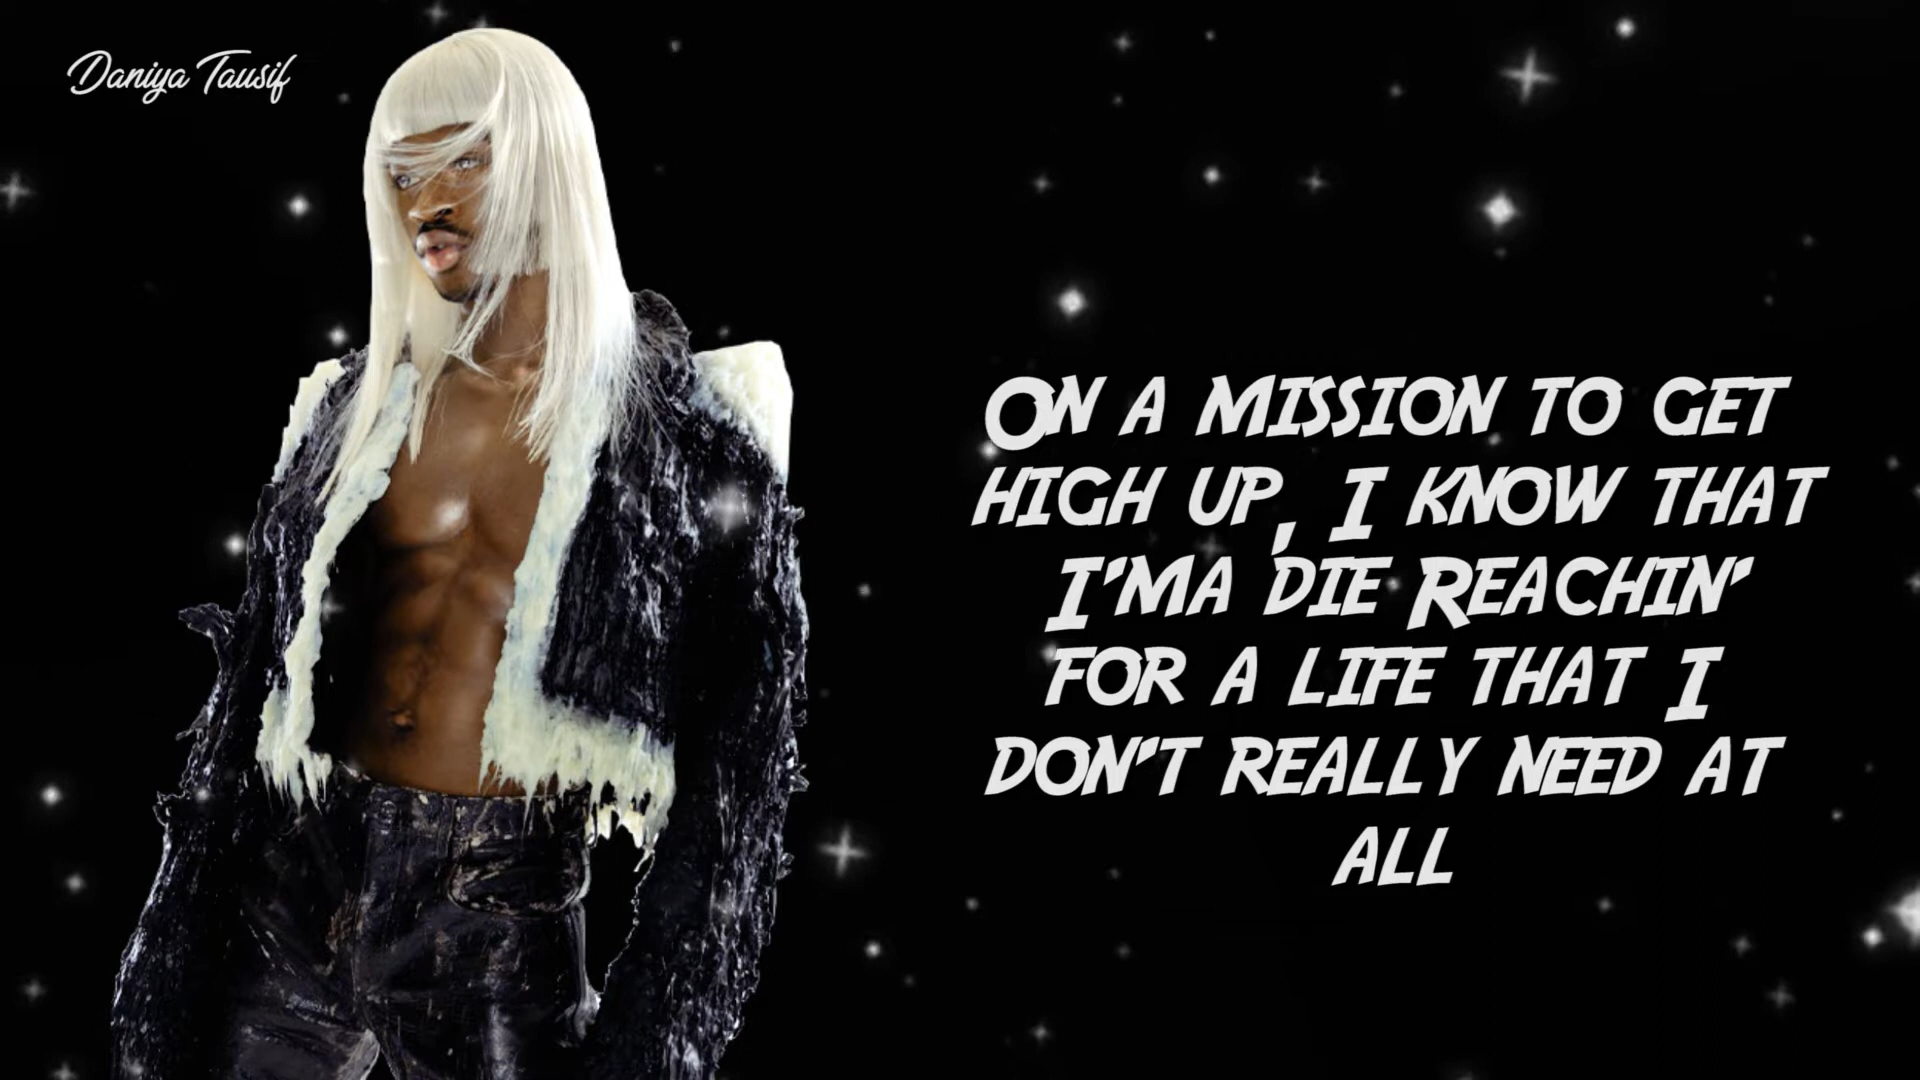 Daniya Tausif
On a mission to get
high up, I know that
I'ma die Reachin'
for a life that I
don't really need at
all